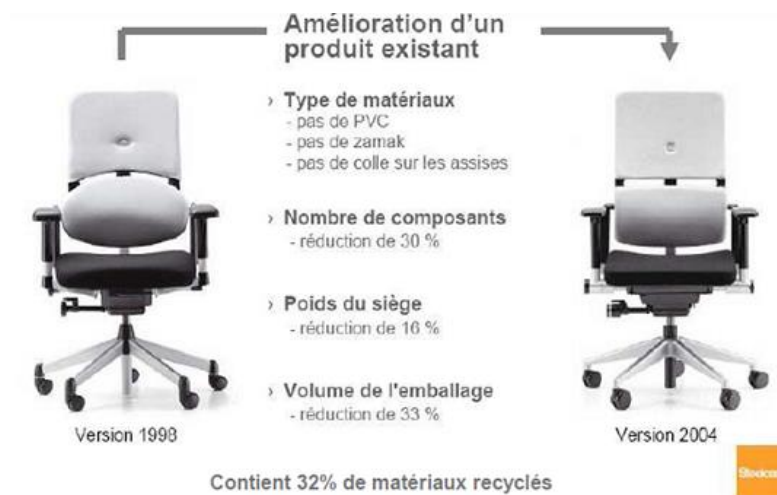 Amélioration d'un
produit existant
› Type de matériaux
- pas de PVC
- pas de zamak
- pas de colle sur les assises
› Nombre de composants
- réduction de 30 %
› Poids du siège
- réduction de 16 %
› Volume de l'emballage
- réduction de 33 %
Version 1998
Version 2004
Contient 32% de matériaux recyclés